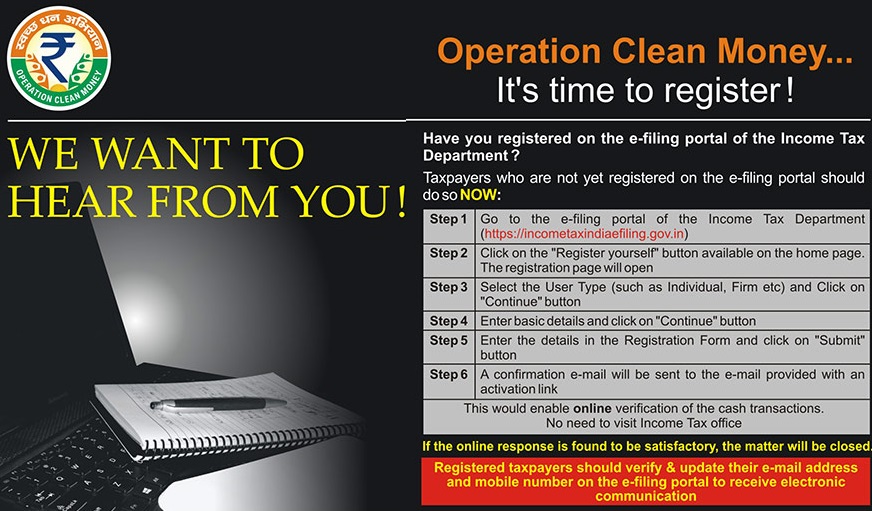 स्वच्छ धन अभियान
OPERATION CLEAN MONEY
WE WANT TO
HEAR FROM YOU !
Operation Clean Money...
It's time to register !
Have you registered on the e-filing portal of the Income Tax
Department ?
Taxpayers who are not yet registered on the e-filing portal should
do so NOW:
Step 1 Go to the e-filing portal of the Income Tax Department
(https://incometaxindiaefiling.gov.in)
Step 2 Click on the "Register yourself" button available on the home page.
The registration page will open
Step 3 Select the User Type (such as Individual, Firm etc) and Click on
"Continue" button
Step 4 Enter basic details and click on "Continue" button
Step 5 Enter the details in the Registration Form and click on "Submit"
button
Step 6 A confirmation e-mail will be sent to the e-mail provided with an
activation link
This would enable online verification of the cash transactions.
No need to visit Income Tax office
If the online response is found to be satisfactory, the matter will be closed.
Registered taxpayers should verify & update their e-mail address
and mobile number on the e-filing portal to receive electronic
communication